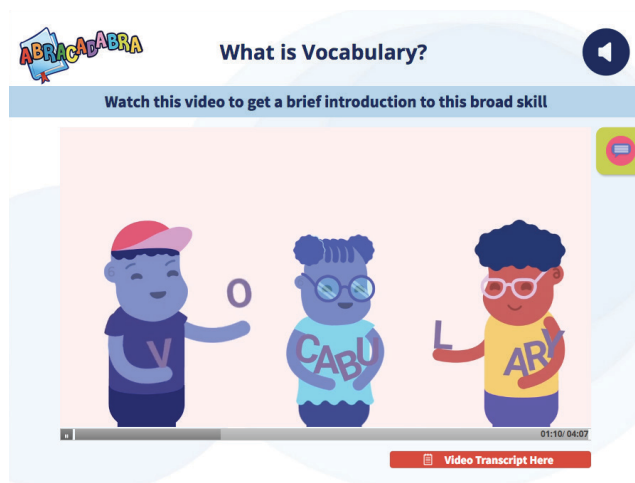 ABRACADABRA
What is Vocabulary?
Watch this video to get a brief introduction to this broad skill
V O CABU L ARY
01:10/ 04:07
Video Transcript Here